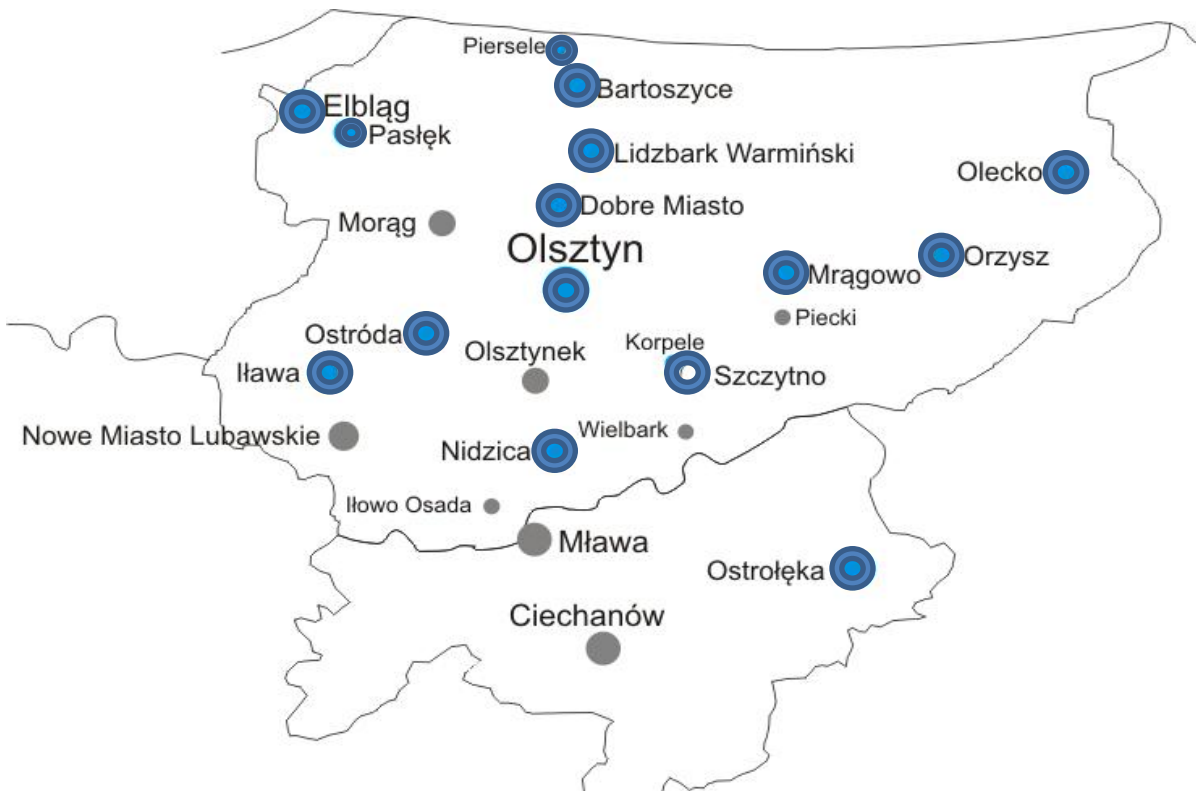 Piersele
Bartoszyce
Elbląg
Pasłęk
Lidzbark Warmiński
Olecko
Dobre Miasto
Morąg
Olsztyn
Orzysz
Mrągowo
Piecki
Ostróda
Korpele
Olsztynek
Iława
Szczytno
Wielbark
Nowe Miasto Lubawskie
Nidzica
Iłowo Osada
Mława
Ostrołęka
Ciechanów